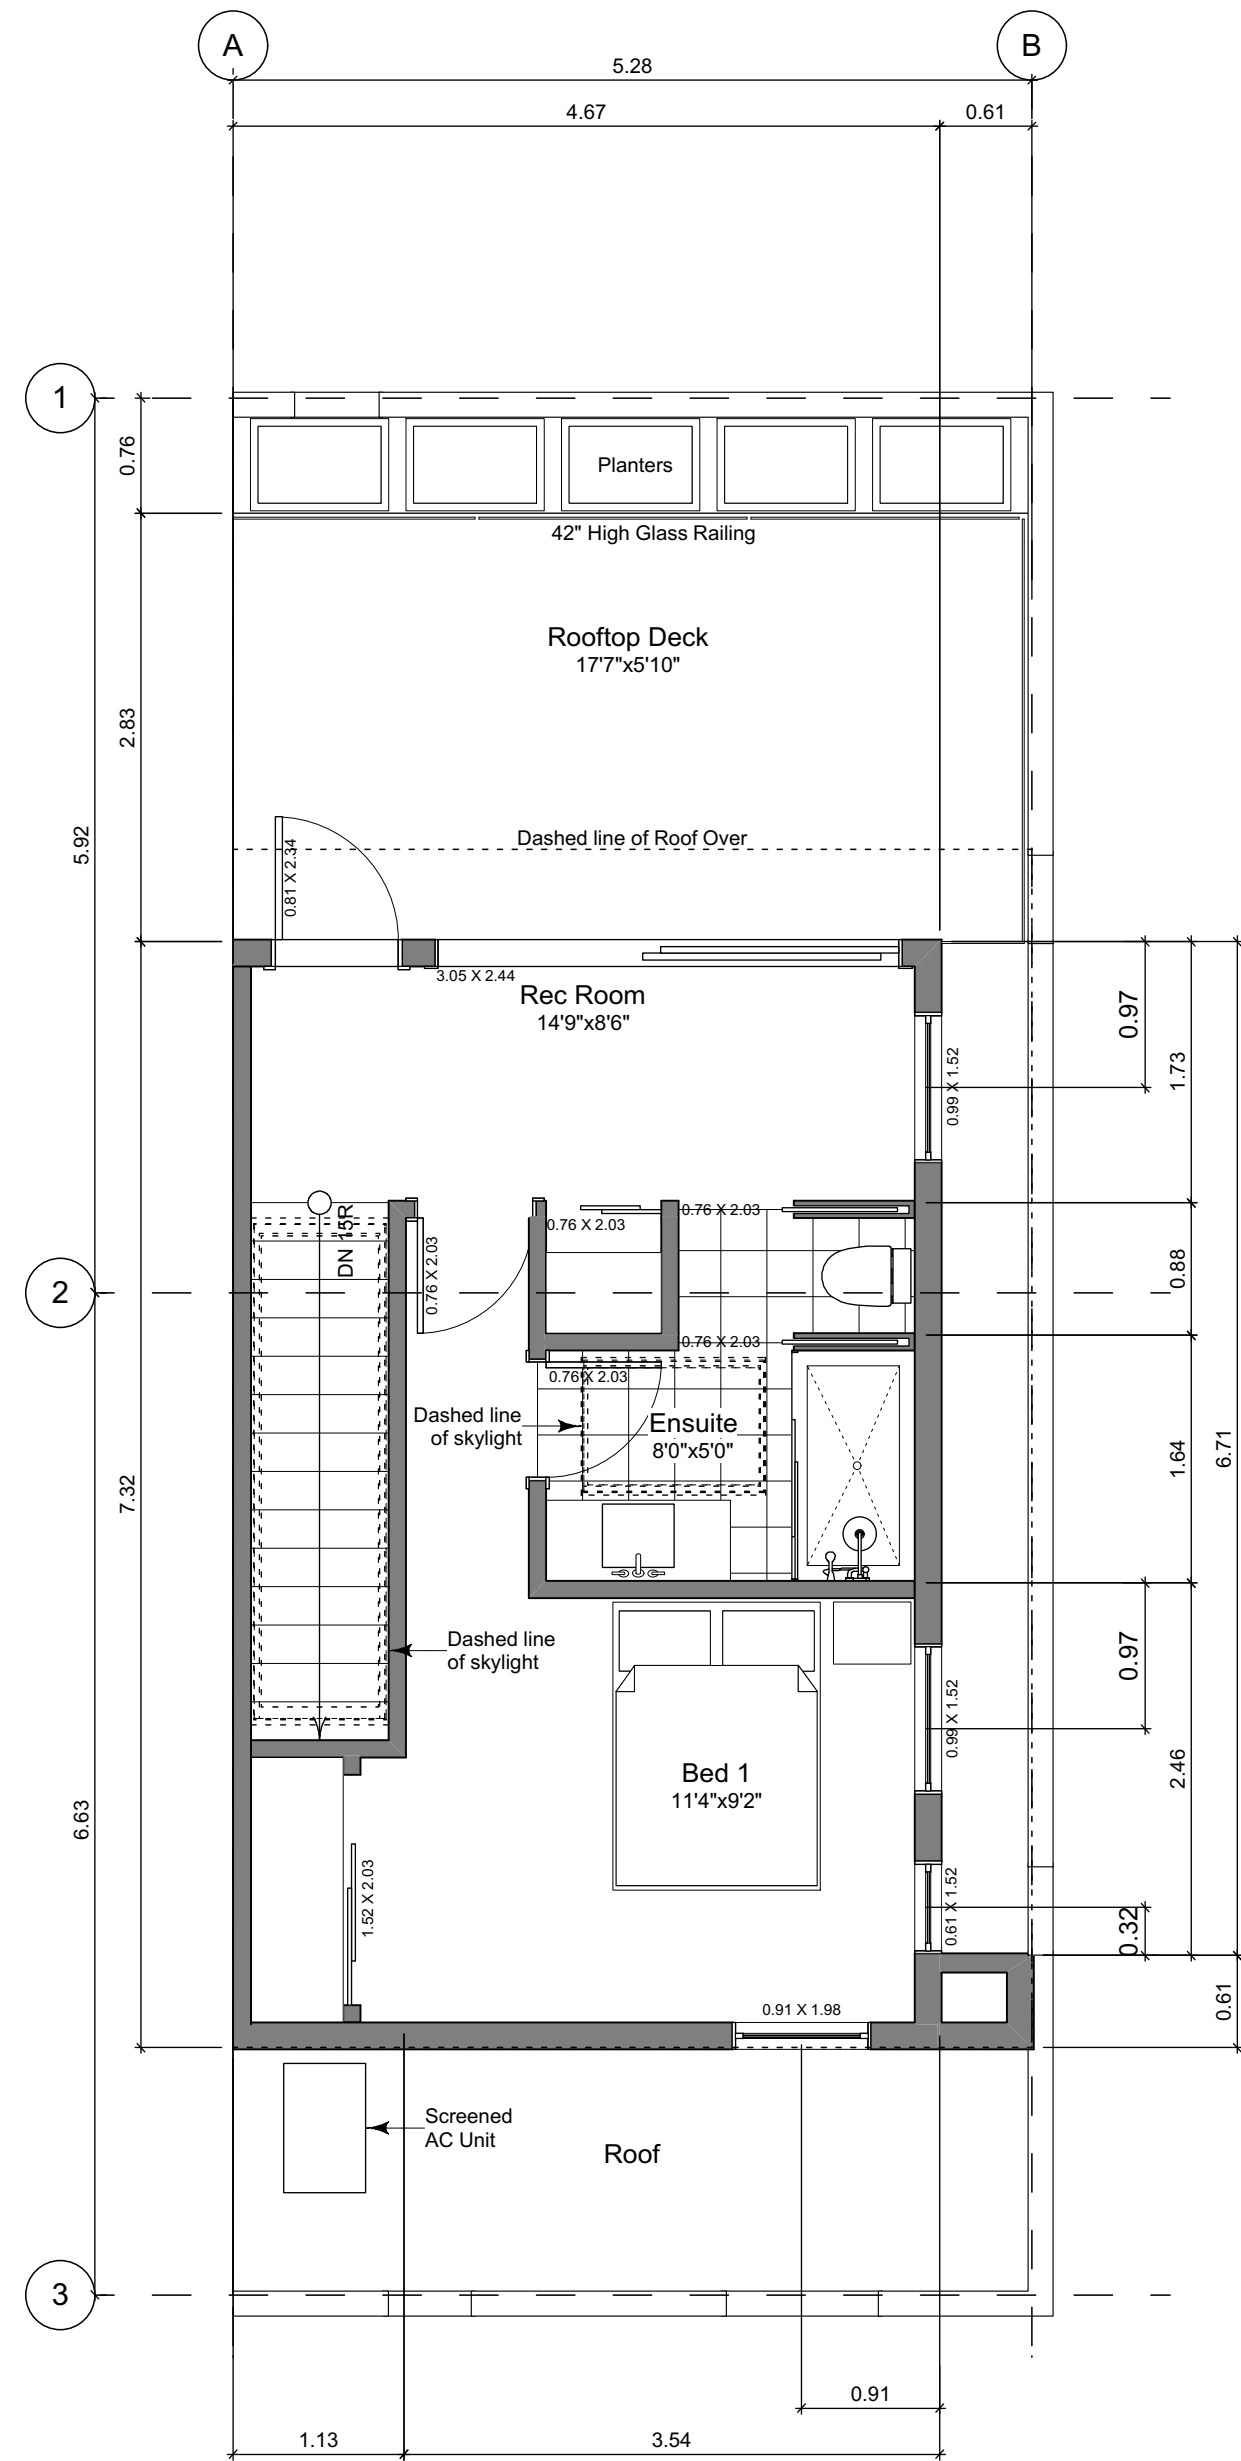 A
B
5.28
4.67
0.61
1
0.76
Planters
42" High Glass Railing
Rooftop Deck
17'7"x5'10"
2.83
5.92
Dashed line of Roof Over
0.81 X 2.34
3.05 X 2.44
Rec Room
14'9"x8'6"
0.97
1.73
0.99 X 1.52
DN 15R
0.76 X 2.03
0.76 X 2.03
0.76 X 2.03
0.88
2
0.76 X 2.03
0.76 X 2.03
Dashed line
of skylight
Ensuite
8'0"x5'0"
1.64
6.71
7.32
Dashed line
of skylight
0.97
0.99 X 1.52
Bed 1
11'4"x9'2"
2.46
6.63
1.52 X 2.03
0.61 X 1.52
0.32
0.91 X 1.98
0.61
Screened
AC Unit
Roof
3
0.91
1.13
3.54